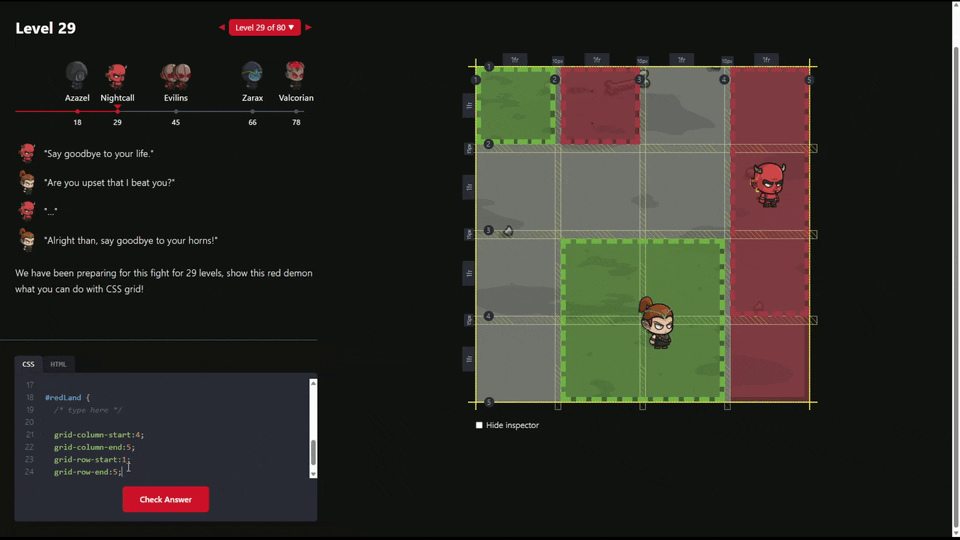 Level 29
◀ Level 29 of 80 ▼ ▶
Azazel Nightcall Evilins Zarax Valcorian
18 29 45 66 78
"Say goodbye to your life."
"Are you upset that I beat you?"
"..."
"Alright than, say goodbye to your horns!"
We have been preparing for this fight for 29 levels, show this red demon
what you can do with CSS grid!
CSS HTML
17
18 #redLand {
19 /* type here */
20
21 grid-column-start:4;
22 grid-column-end:5;
23 grid-row-start:1;
24 grid-row-end:5;
Check Answer
1fr 10px 1fr 10px 1fr 10px 1fr
1
1 2 3 4 5
1fr
2
1fr
3
1fr
4
1fr
5
Hide inspector